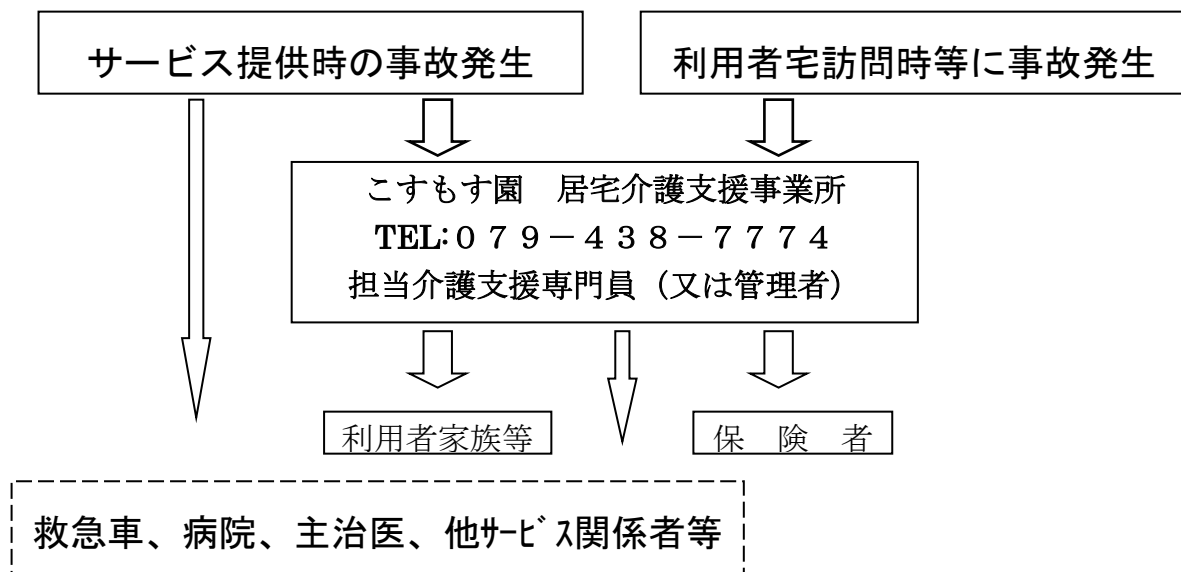 サービス提供時の事故発生
利用者宅訪問時等に事故発生
こすもす園　居宅介護支援事業所
TEL:０７９－４３８－７７７４
担当介護支援専門員（又は管理者）
利用者家族等
保　険　者
救急車、病院、主治医、他ｻｰﾋﾞｽ関係者等